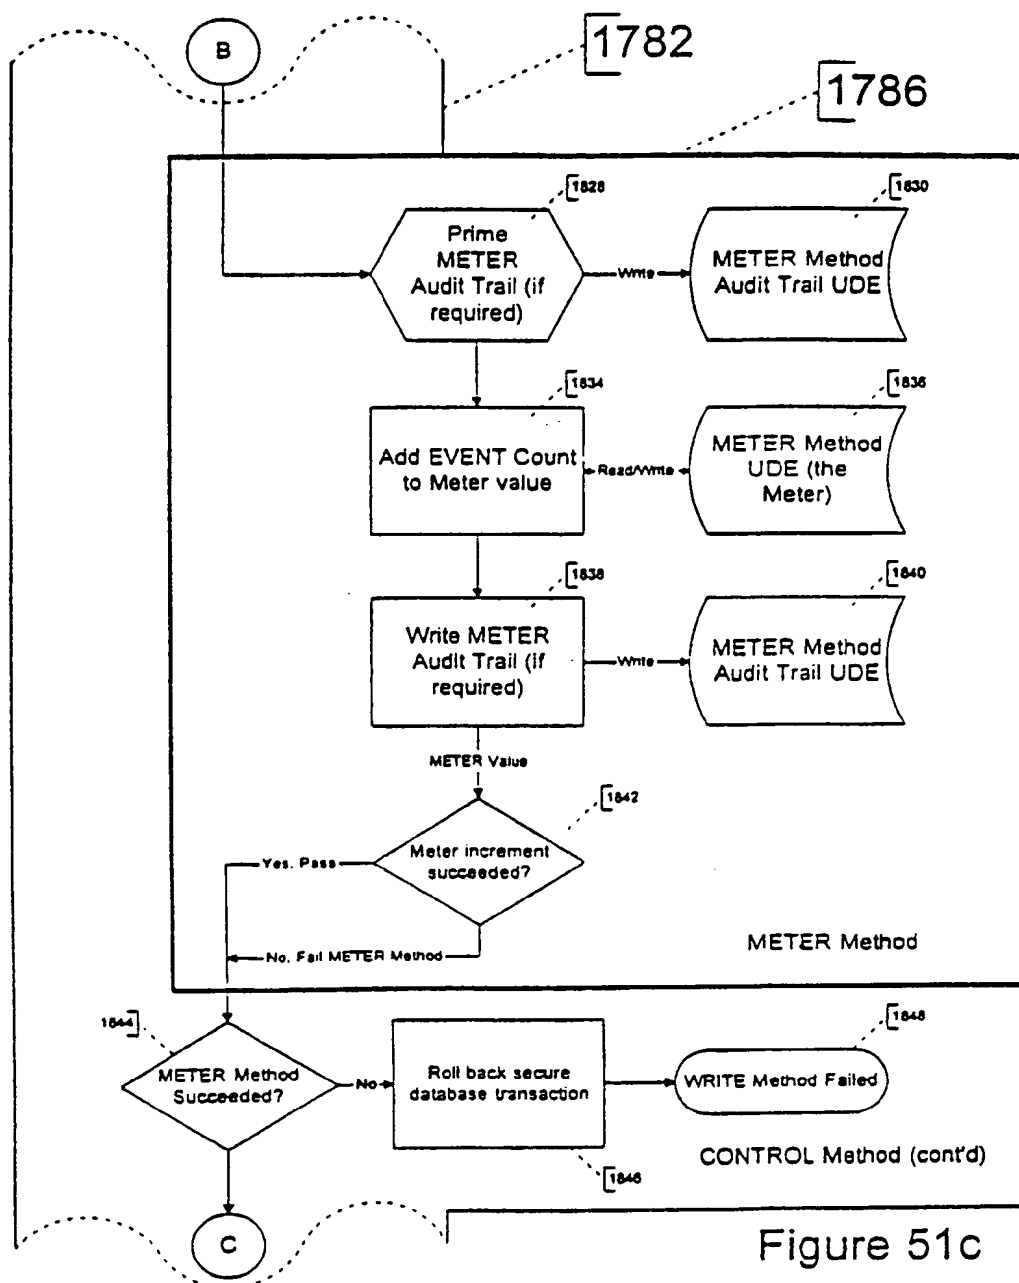 B
1782
1786
1828
Prime
METER
Audit Trail (if
required)
Write
1830
METER Method
Audit Trail UDE
1834
Add EVENT Count
to Meter value
Read/Write
1836
METER Method
UDE (the
Meter)
1838
Write METER
Audit Trail (if
required)
Write
1840
METER Method
Audit Trail UDE
METER Value
1842
Meter increment
succeeded?
Yes, Pass
No, Fail METER Method
METER Method
1844
METER Method
Succeeded?
No
Roll back secure
database transaction
1846
1848
WRITE Method Failed
CONTROL Method (cont'd)
C
Figure 51c